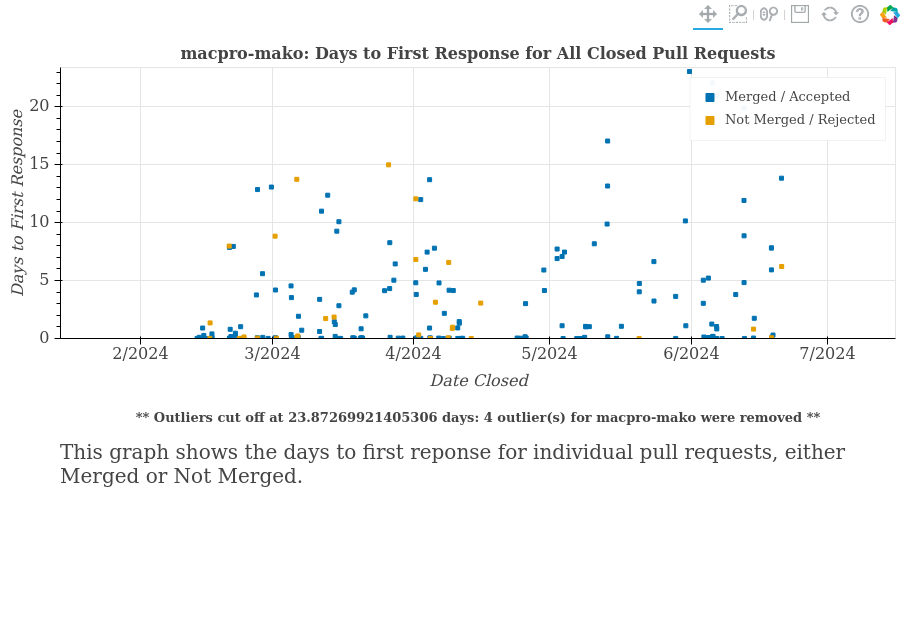 macpro-mako: Days to First Response for All Closed Pull Requests
Merged / Accepted
Not Merged / Rejected
Days to First Response
20
15
10
5
0
2/2024 3/2024 4/2024 5/2024 6/2024 7/2024
Date Closed
** Outliers cut off at 23.87269921405306 days: 4 outlier(s) for macpro-mako were removed **
This graph shows the days to first reponse for individual pull requests, either
Merged or Not Merged.